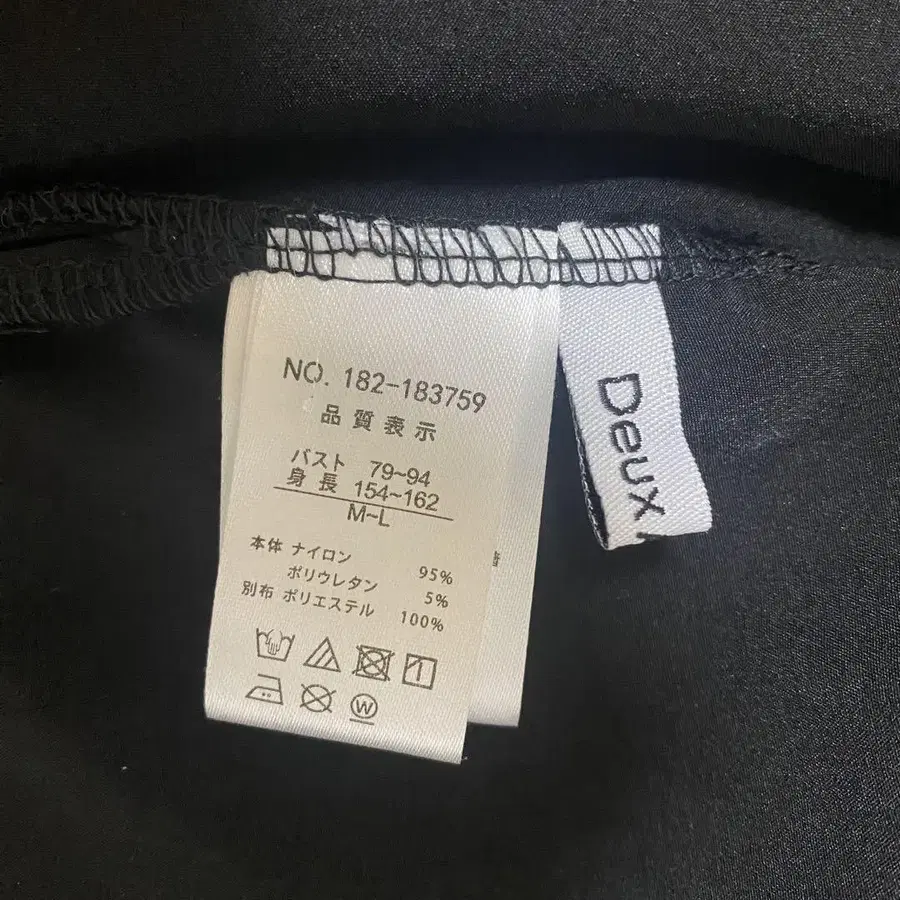 NO. 182-183759
品質表示
バスト 79~94
身長 154~162
M~L
本体 ナイロン 95%
ポリウレタン 5%
別布 ポリエステル 100%
W
Deux